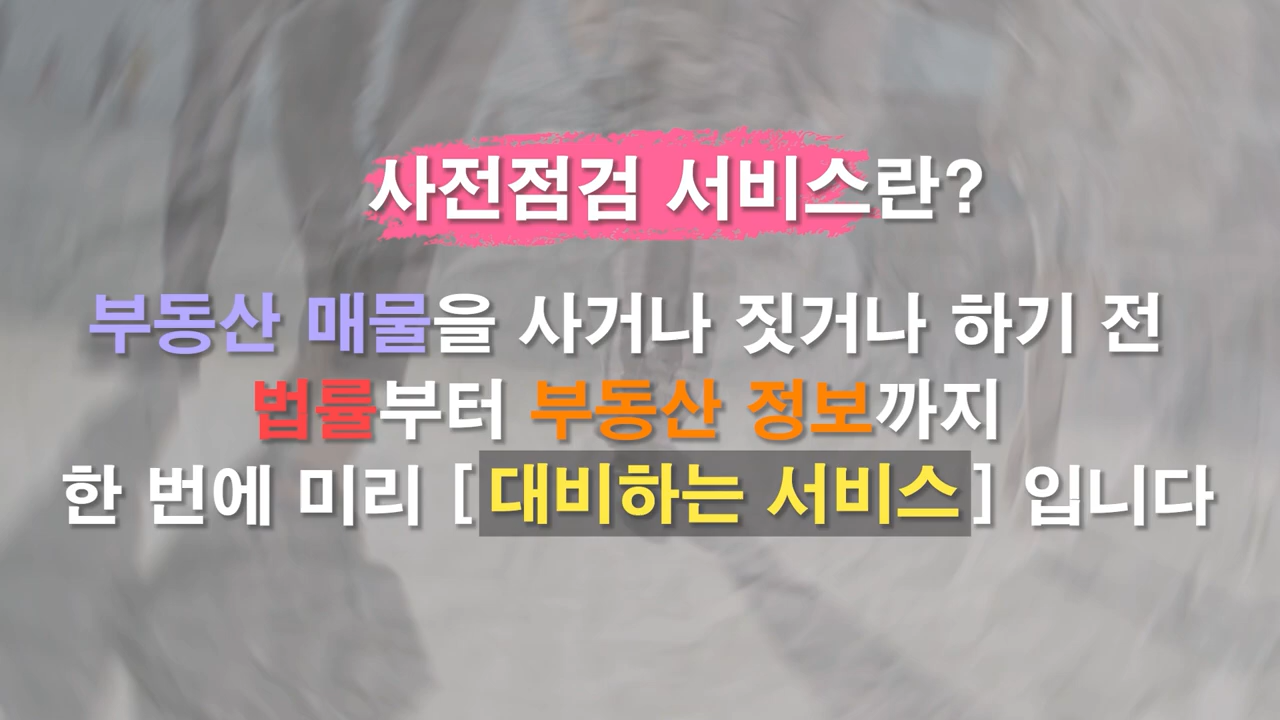 사전점검 서비스란?
부동산 매물을 사거나 짓거나 하기 전
법률부터 부동산 정보까지
한 번에 미리 [대비하는 서비스] 입니다